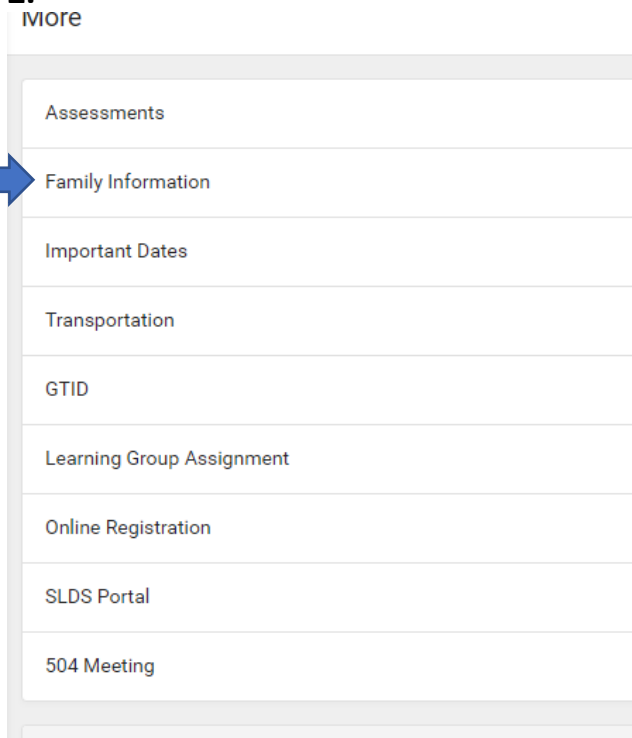 More
Assessments
Family Information
Important Dates
Transportation
GTID
Learning Group Assignment
Online Registration
SLDS Portal
504 Meeting